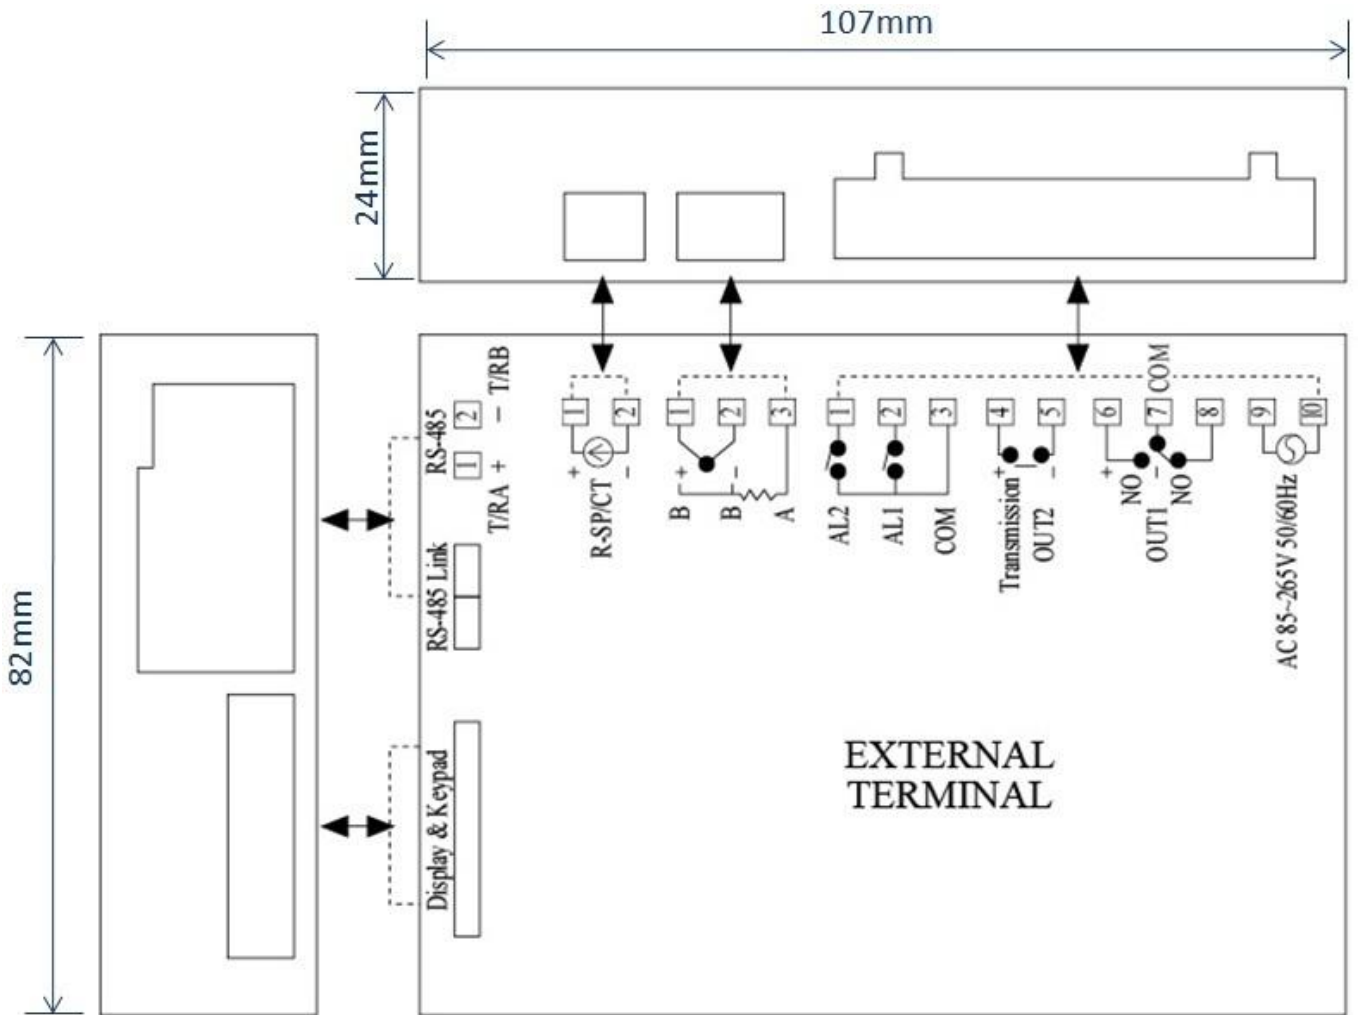 107mm
24mm
82mm
RS-485
1 2
+ − T/RB
T/RA
RS-485 Link
Display & Keypad
1 2
+ −
R-SP/CT
1 2 3
+ −
B B A
1 2 3 4 5 6 7 8 9 10
COM
AL2
AL1
COM
+ −
Transmission
OUT2
+ −
NO
NO
OUT1
AC 85~265V 50/60Hz
EXTERNAL
TERMINAL